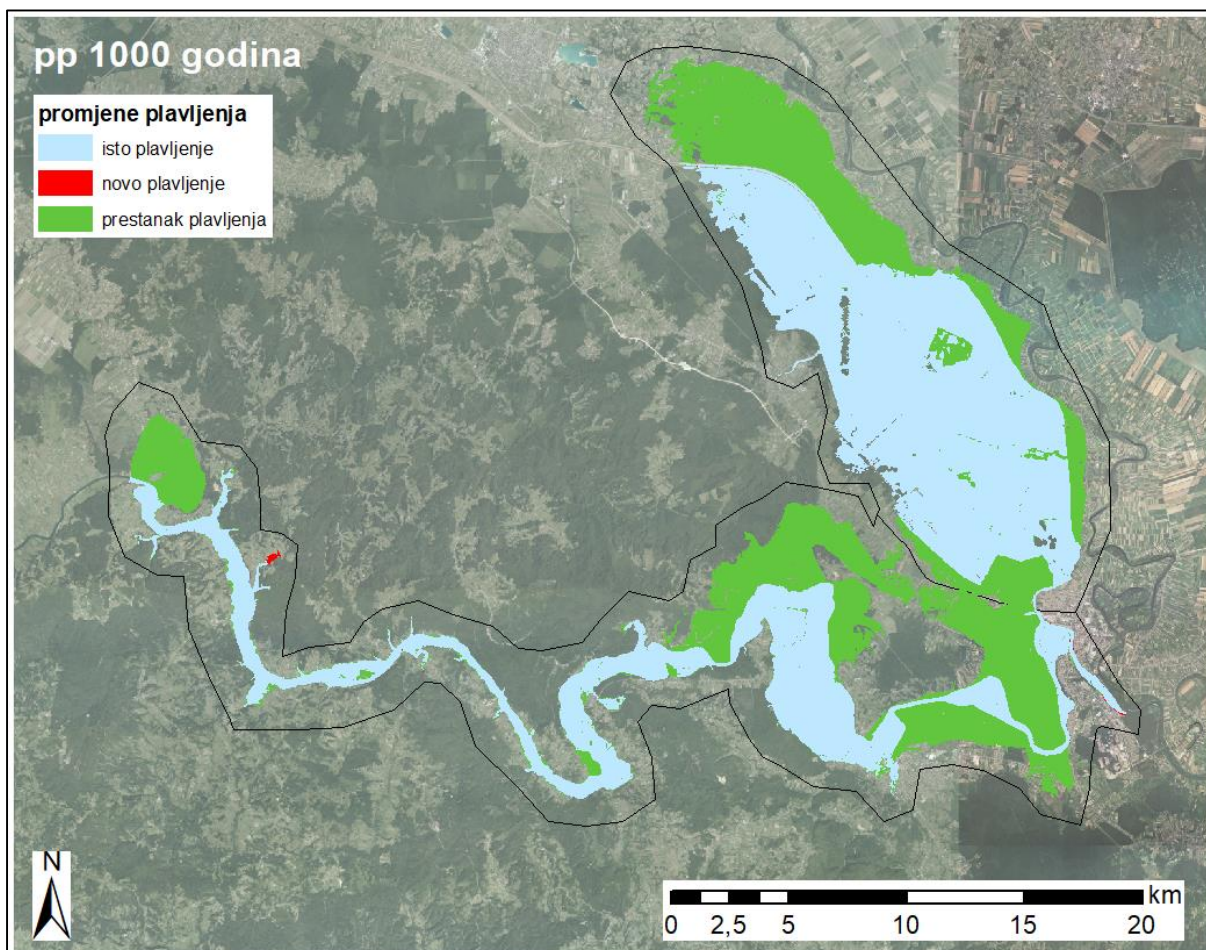 pp 1000 godina
promjene plavljenja
isto plavljenje
novo plavljenje
prestanak plavljenja
N
km
0 2,5 5 10 15 20